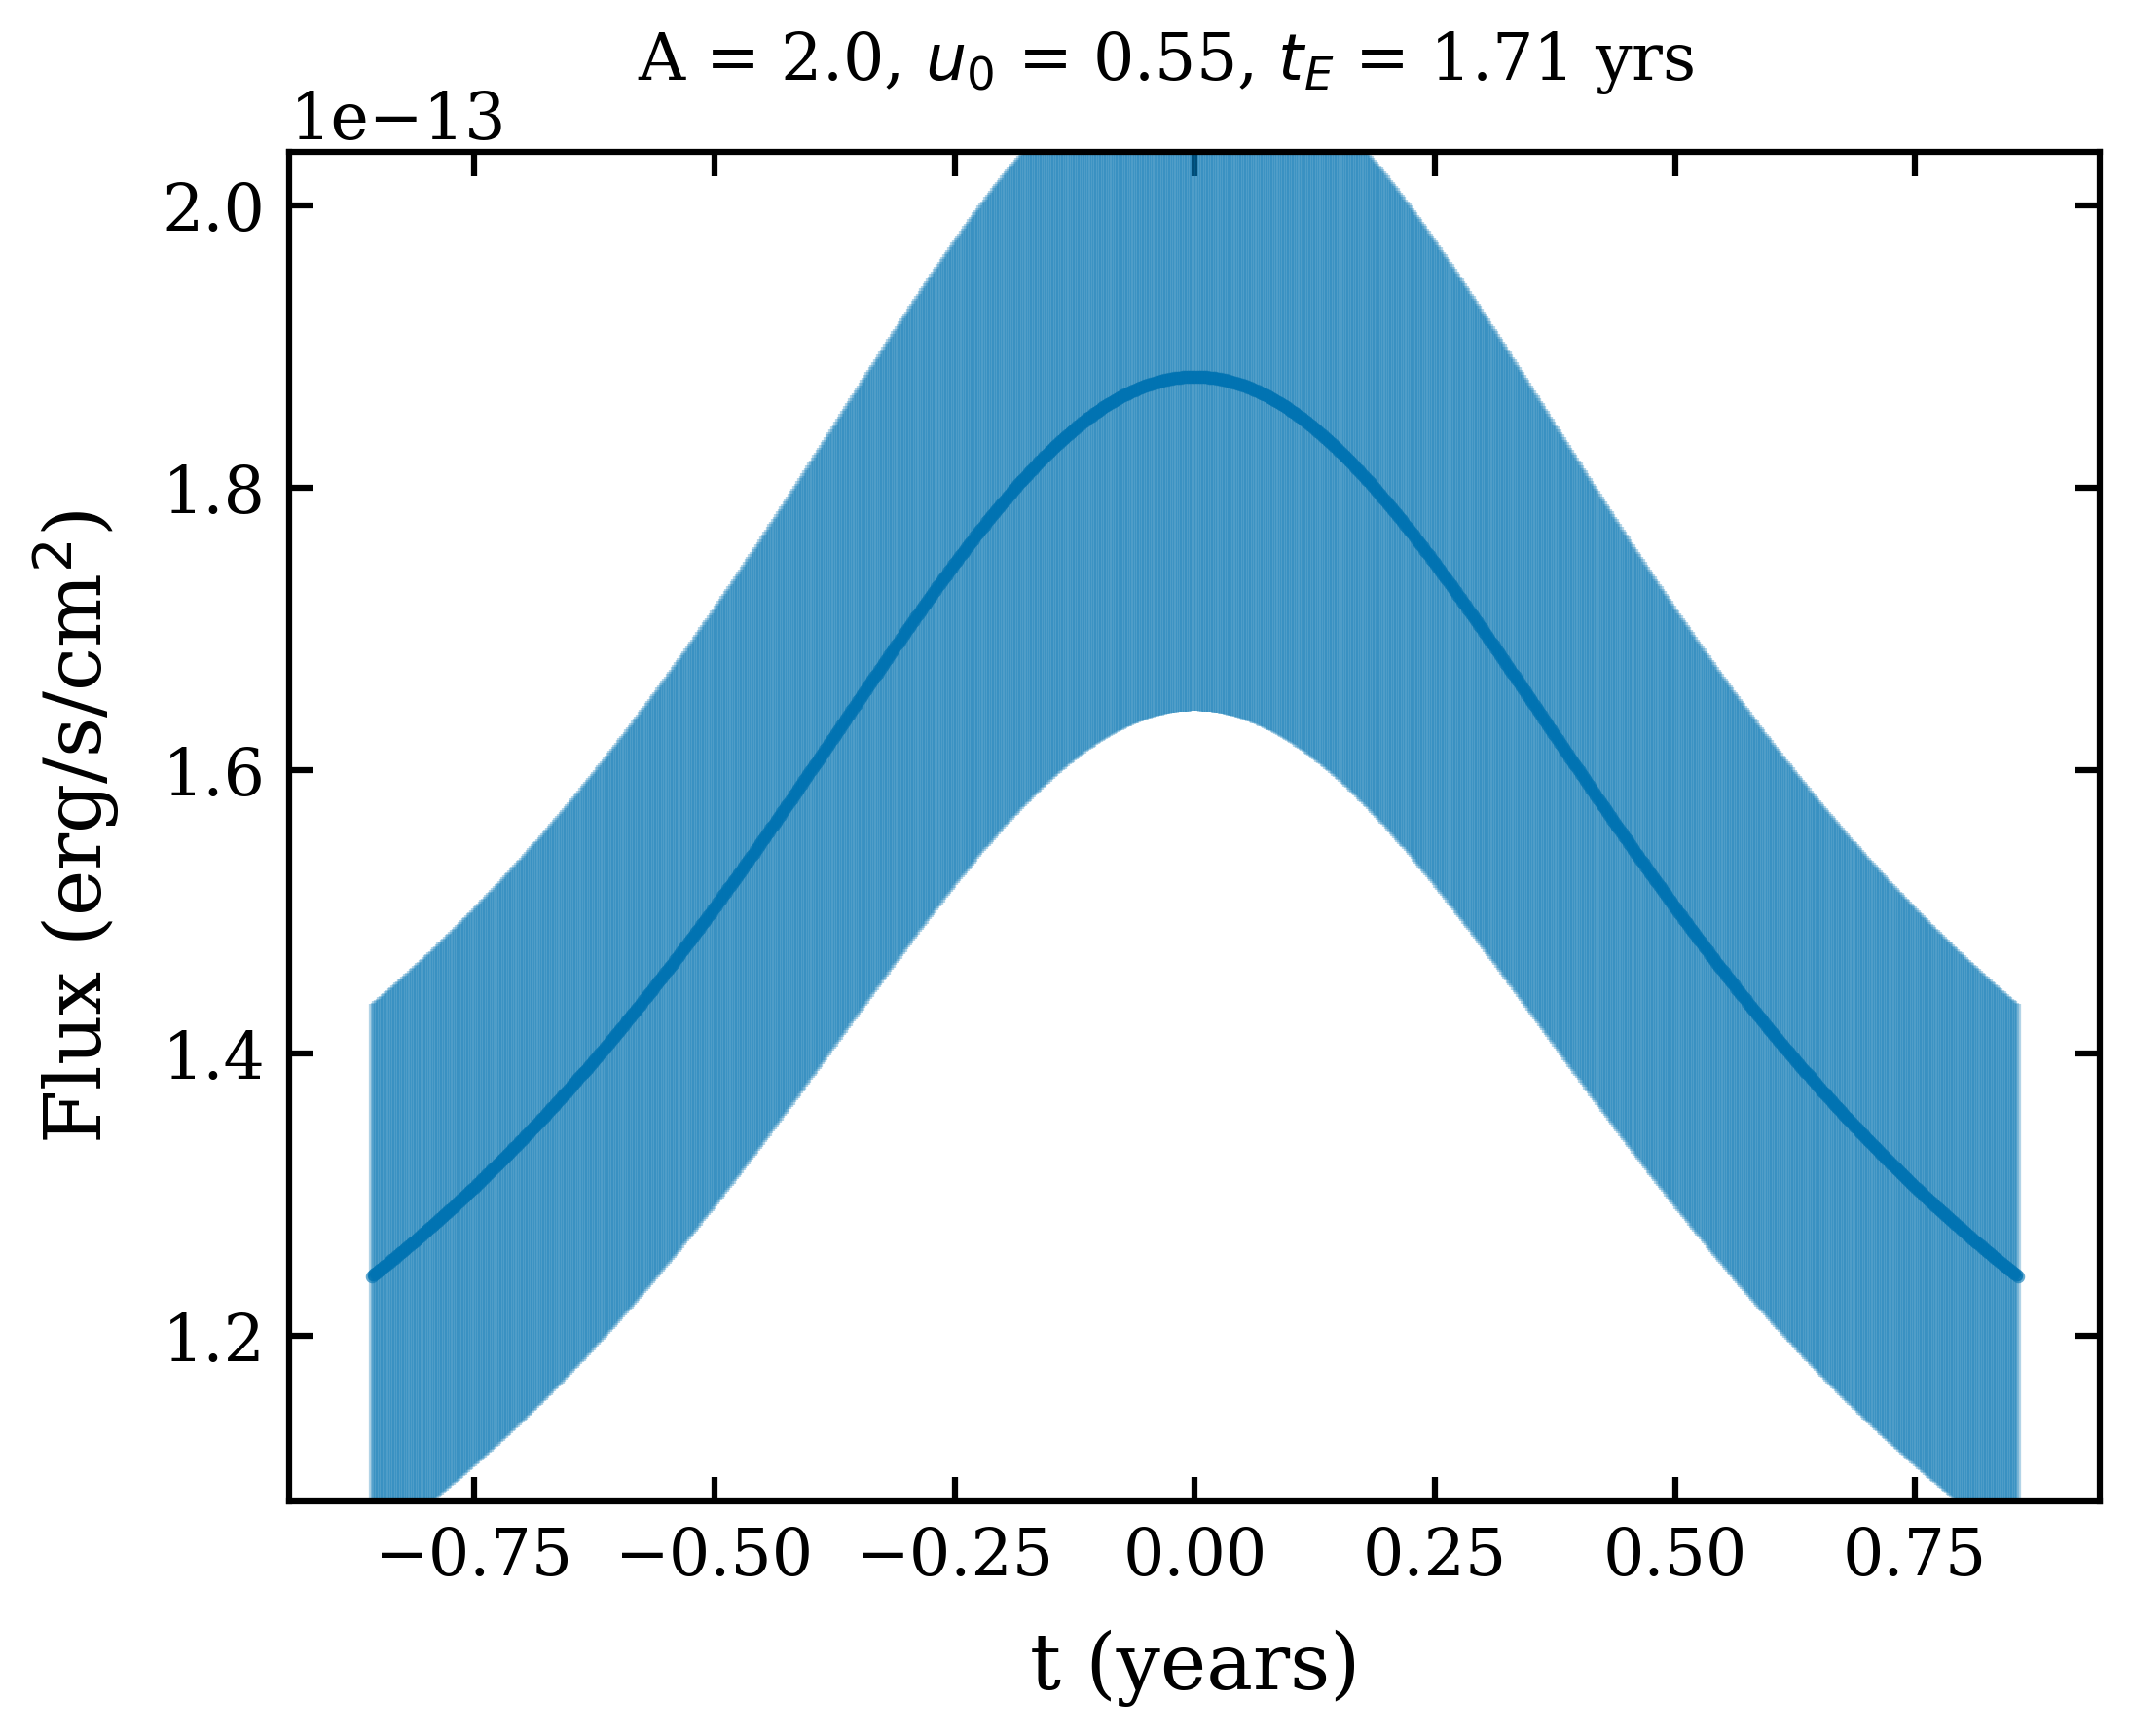 A = 2.0, u₀ = 0.55, t_E = 1.71 yrs
1e−13
2.0
1.8
1.6
1.4
1.2
Flux (erg/s/cm²)
−0.75 −0.50 −0.25 0.00 0.25 0.50 0.75
t (years)